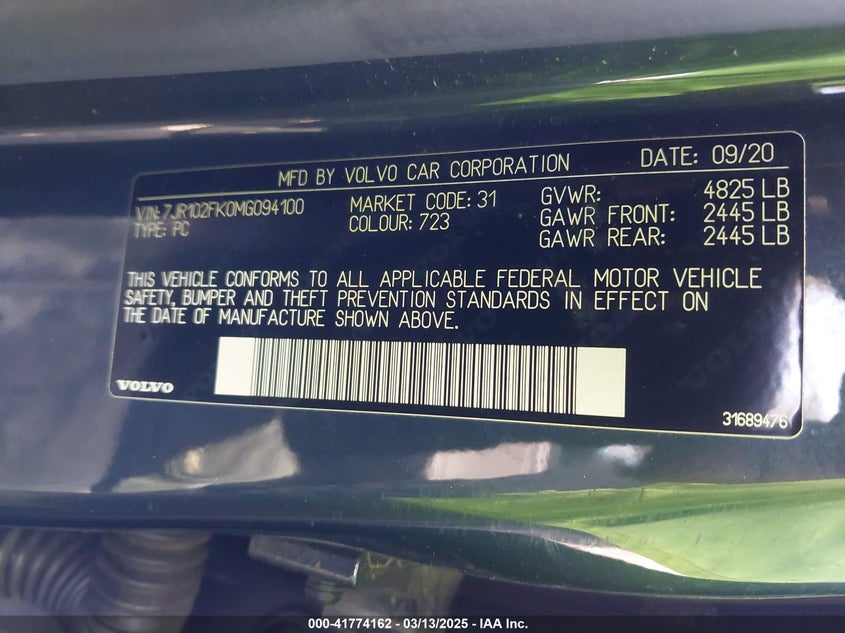 MFD BY VOLVO CAR CORPORATION DATE: 09/20
VIN: 7JR102FK0MG094100 MARKET CODE: 31 GVWR: 4825 LB
TYPE: PC COLOUR: 723 GAWR FRONT: 2445 LB
GAWR REAR: 2445 LB
THIS VEHICLE CONFORMS TO ALL APPLICABLE FEDERAL MOTOR VEHICLE
SAFETY, BUMPER AND THEFT PREVENTION STANDARDS IN EFFECT ON
THE DATE OF MANUFACTURE SHOWN ABOVE.
VOLVO
31689476
000-41774162 - 03/13/2025 - IAA Inc.